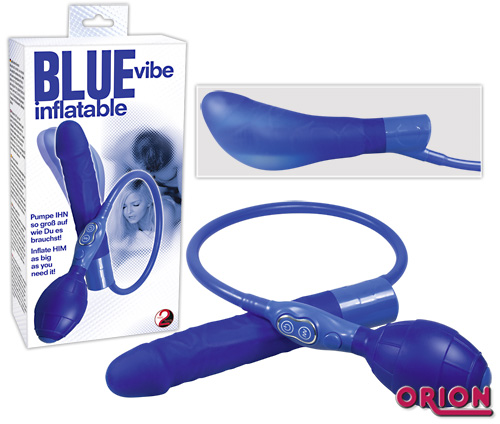 BLUE vibe
inflatable
Pumpe IHN
so groß auf
wie Du es
brauchst!
Inflate HIM
as big
as you
need it!
ORION